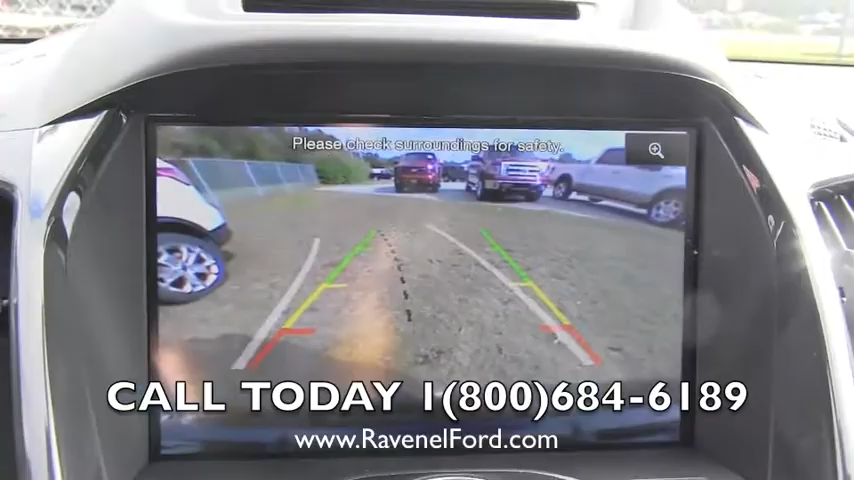 Please check surroundings for safety.
CALL TODAY 1(800)684-6189
www.RavenelFord.com